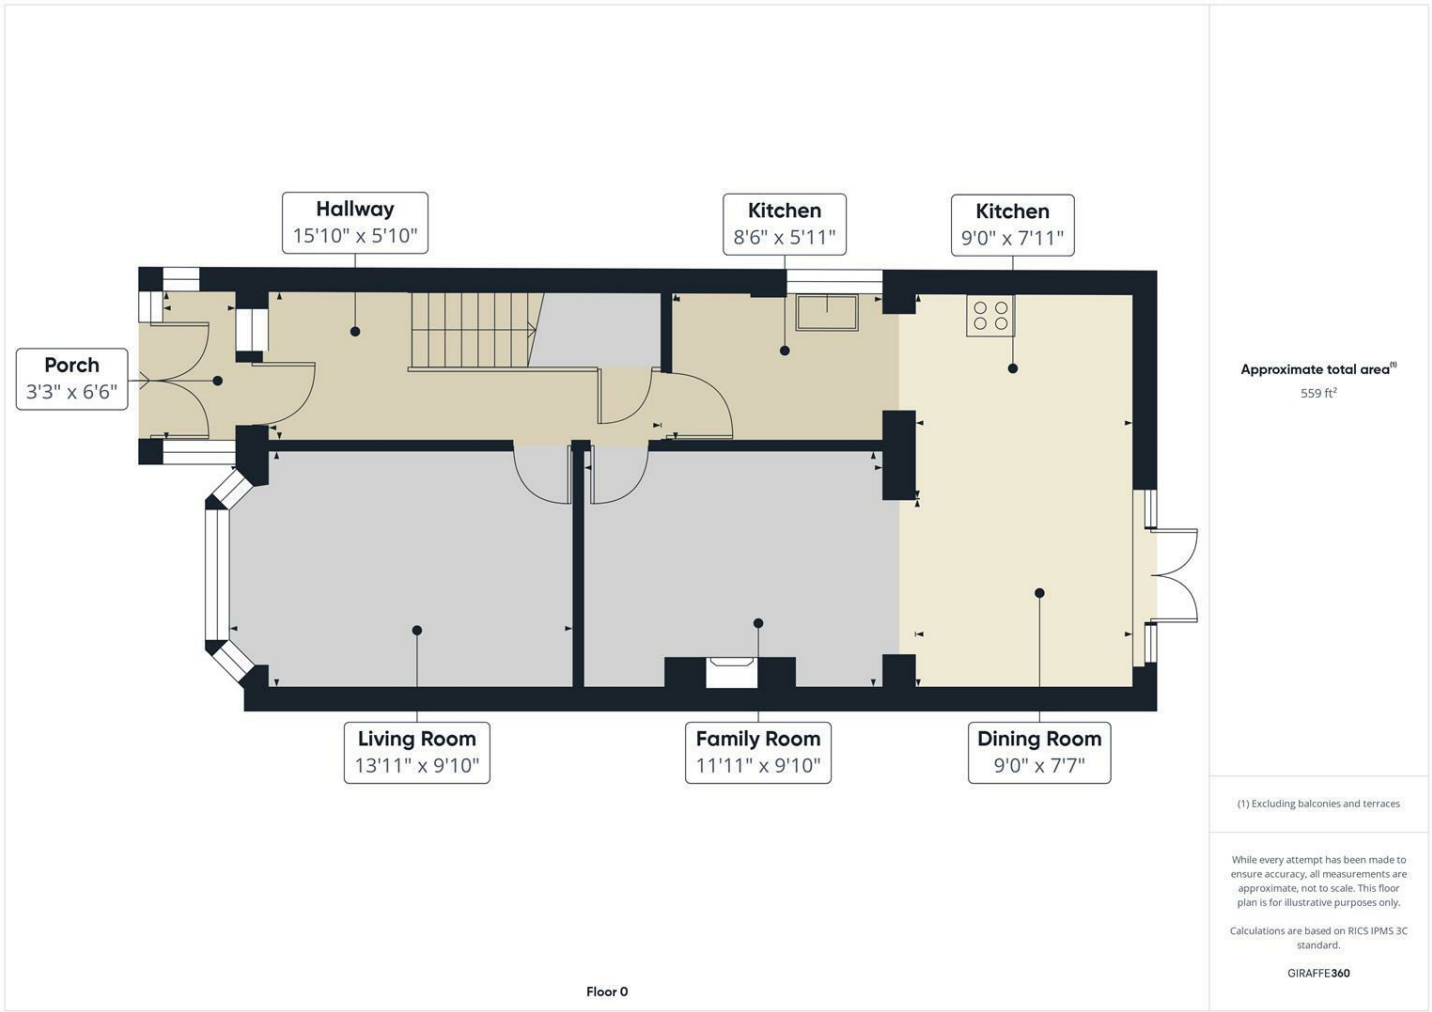 Hallway
15'10" x 5'10"
Kitchen
8'6" x 5'11"
Kitchen
9'0" x 7'11"
Porch
3'3" x 6'6"
Living Room
13'11" x 9'10"
Family Room
11'11" x 9'10"
Dining Room
9'0" x 7'7"
Floor 0
Approximate total area(1)
559 ft²
(1) Excluding balconies and terraces
While every attempt has been made to
ensure accuracy, all measurements are
approximate, not to scale. This floor
plan is for illustrative purposes only.
Calculations are based on RICS IPMS 3C
standard.
GIRAFFE360